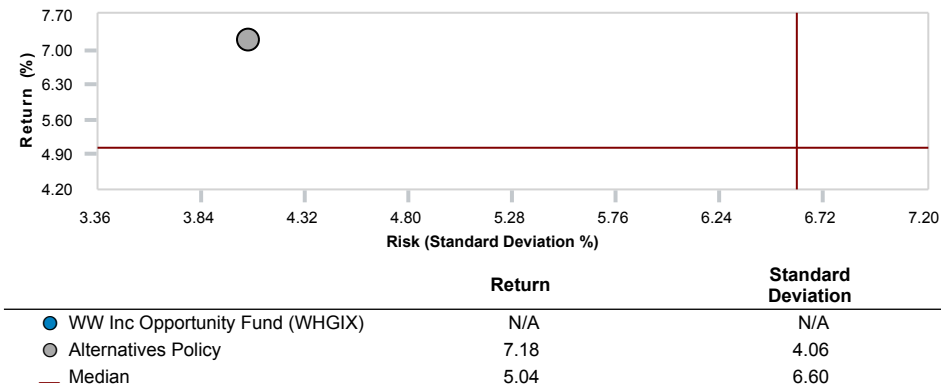 7.70
7.00
6.30
5.60
4.90
4.20
Return (%)
3.36 3.84 4.32 4.80 5.28 5.76 6.24 6.72 7.20
Risk (Standard Deviation %)
Return Standard Deviation
WW Inc Opportunity Fund (WHGIX) N/A N/A
Alternatives Policy 7.18 4.06
Median 5.04 6.60